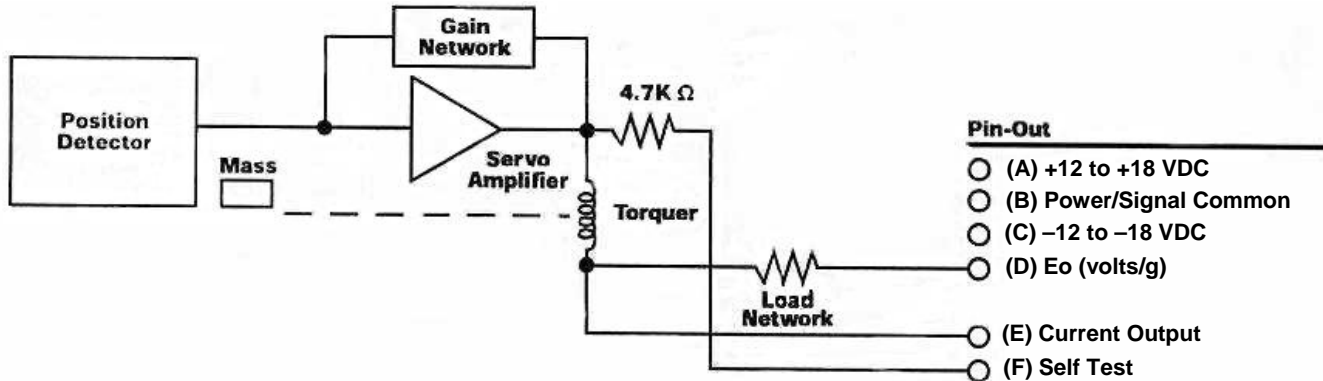 Gain
Network
Position
Detector
4.7K Ω
Mass
Servo
Amplifier
Torquer
Load
Network
Pin-Out
(A) +12 to +18 VDC
(B) Power/Signal Common
(C) –12 to –18 VDC
(D) Eo (volts/g)
(E) Current Output
(F) Self Test